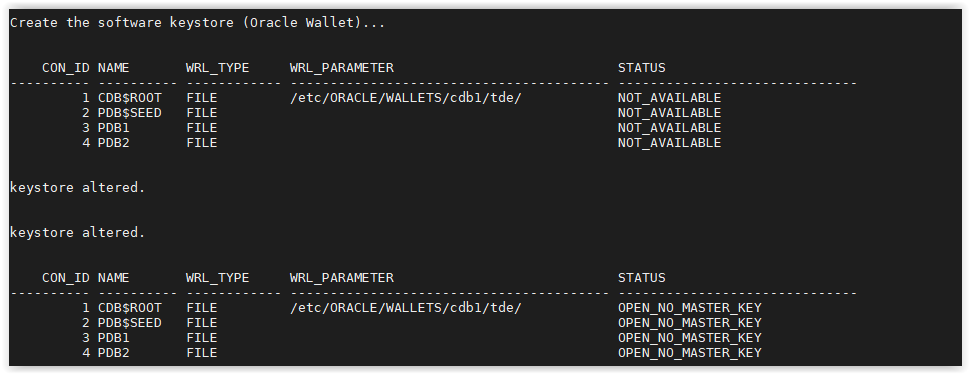 Create the software keystore (Oracle Wallet)...
    CON_ID NAME       WRL_TYPE     WRL_PARAMETER                            STATUS
---------- ---------- ------------ ---------------------------------------- ------------------------------
         1 CDB$ROOT   FILE         /etc/ORACLE/WALLETS/cdb1/tde/            NOT_AVAILABLE
         2 PDB$SEED   FILE                                                  NOT_AVAILABLE
         3 PDB1       FILE                                                  NOT_AVAILABLE
         4 PDB2       FILE                                                  NOT_AVAILABLE
keystore altered.
keystore altered.
    CON_ID NAME       WRL_TYPE     WRL_PARAMETER                            STATUS
---------- ---------- ------------ ---------------------------------------- ------------------------------
         1 CDB$ROOT   FILE         /etc/ORACLE/WALLETS/cdb1/tde/            OPEN_NO_MASTER_KEY
         2 PDB$SEED   FILE                                                  OPEN_NO_MASTER_KEY
         3 PDB1       FILE                                                  OPEN_NO_MASTER_KEY
         4 PDB2       FILE                                                  OPEN_NO_MASTER_KEY